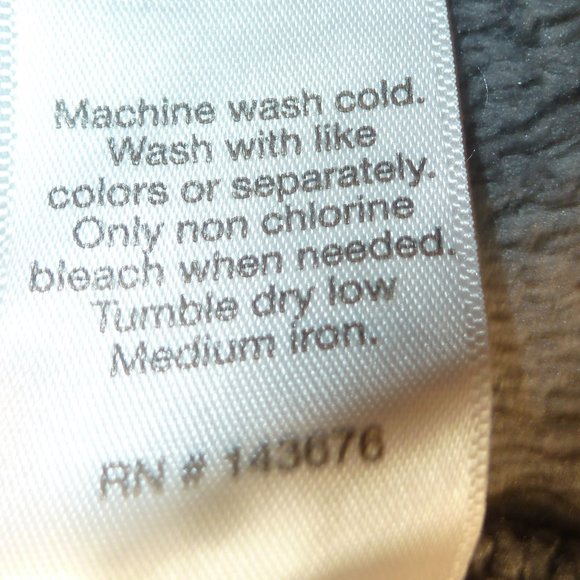 Machine wash cold.
Wash with like
colors or separately.
Only non chlorine
bleach when needed.
Tumble dry low
Medium iron.
RN # 143676